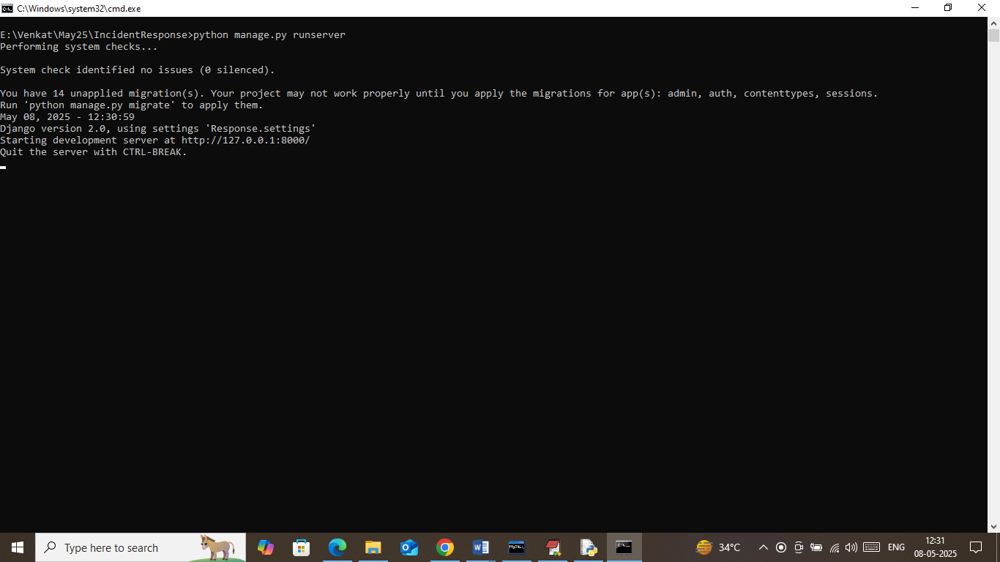 C:\Windows\system32\cmd.exe
E:\Venkat\May25\IncidentResponse>python manage.py runserver
Performing system checks...
System check identified no issues (0 silenced).
You have 14 unapplied migration(s). Your project may not work properly until you apply the migrations for app(s): admin, auth, contenttypes, sessions.
Run 'python manage.py migrate' to apply them.
May 08, 2025 - 12:30:59
Django version 2.0, using settings 'Response.settings'
Starting development server at http://127.0.0.1:8000/
Quit the server with CTRL-BREAK.
Type here to search
34°C
ENG
12:31
08-05-2025